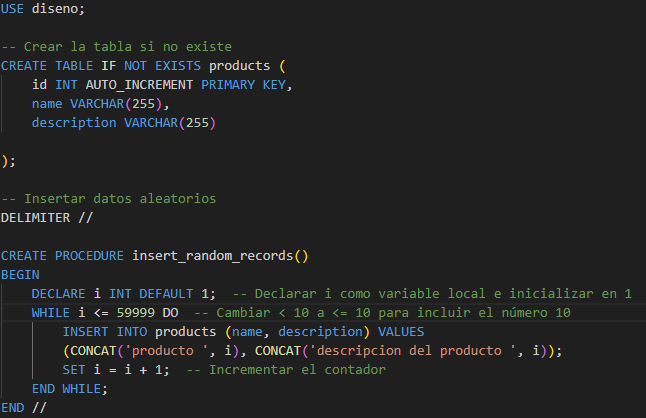 USE diseno;
-- Crear la tabla si no existe
CREATE TABLE IF NOT EXISTS products (
id INT AUTO_INCREMENT PRIMARY KEY,
name VARCHAR(255),
description VARCHAR(255)
);
-- Insertar datos aleatorios
DELIMITER //
CREATE PROCEDURE insert_random_records()
BEGIN
DECLARE i INT DEFAULT 1;  -- Declarar i como variable local e inicializar en 1
WHILE i <= 59999 DO  -- Cambiar < 10 a <= 10 para incluir el número 10
INSERT INTO products (name, description) VALUES
(CONCAT('producto ', i), CONCAT('descripcion del producto ', i));
SET i = i + 1;  -- Incrementar el contador
END WHILE;
END //